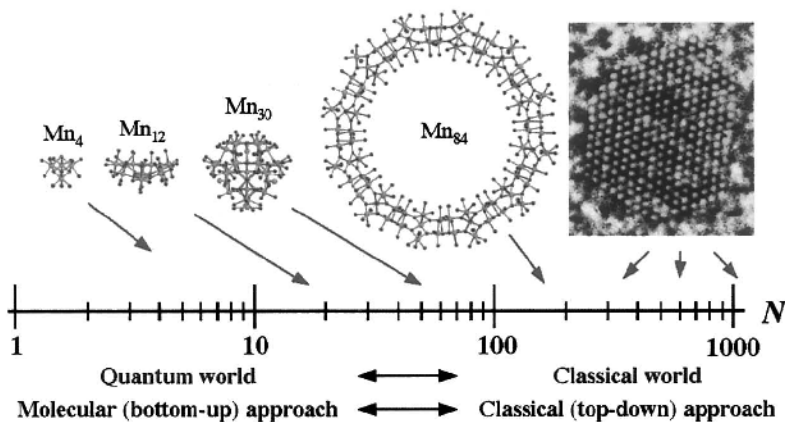 Mn4
Mn12
Mn30
Mn84
1
10
100
1000
N
Quantum world
Classical world
Molecular (bottom-up) approach
Classical (top-down) approach